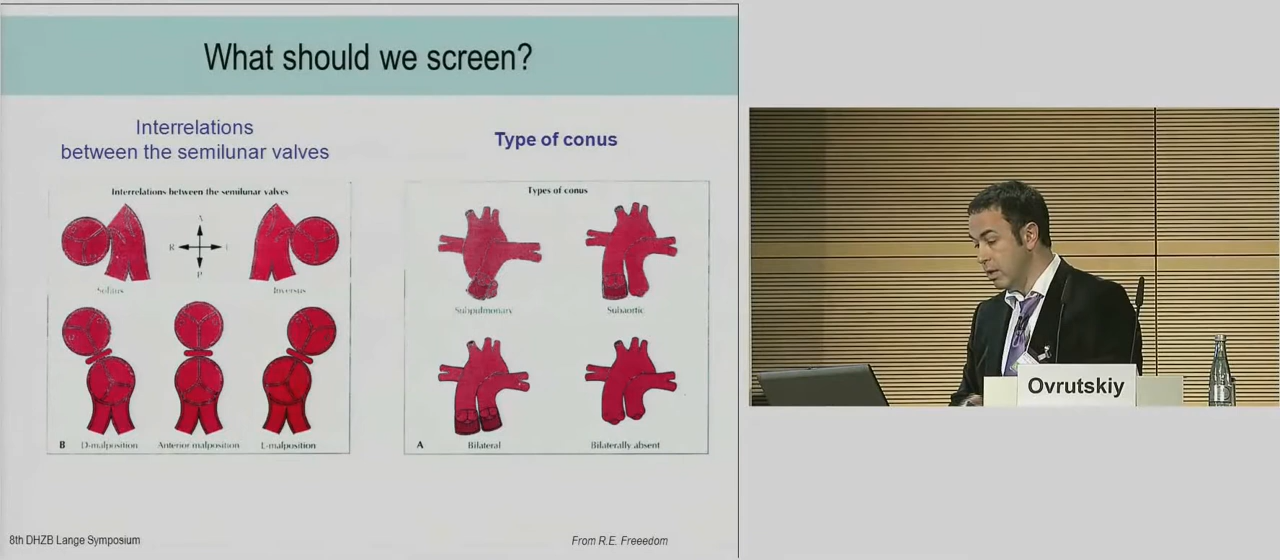 What should we screen?
Interrelations
between the semilunar valves
Type of conus
Interrelations between the semilunar valves
Types of conus
A
R
P
Solitus
Inversus
Subpulmonary
Subaortic
B
D-malposition
Anterior malposition
L-malposition
A
Bilateral
Bilaterally absent
8th DHZB Lange Symposium
From R.E. Freeedom
Ovrutskiy